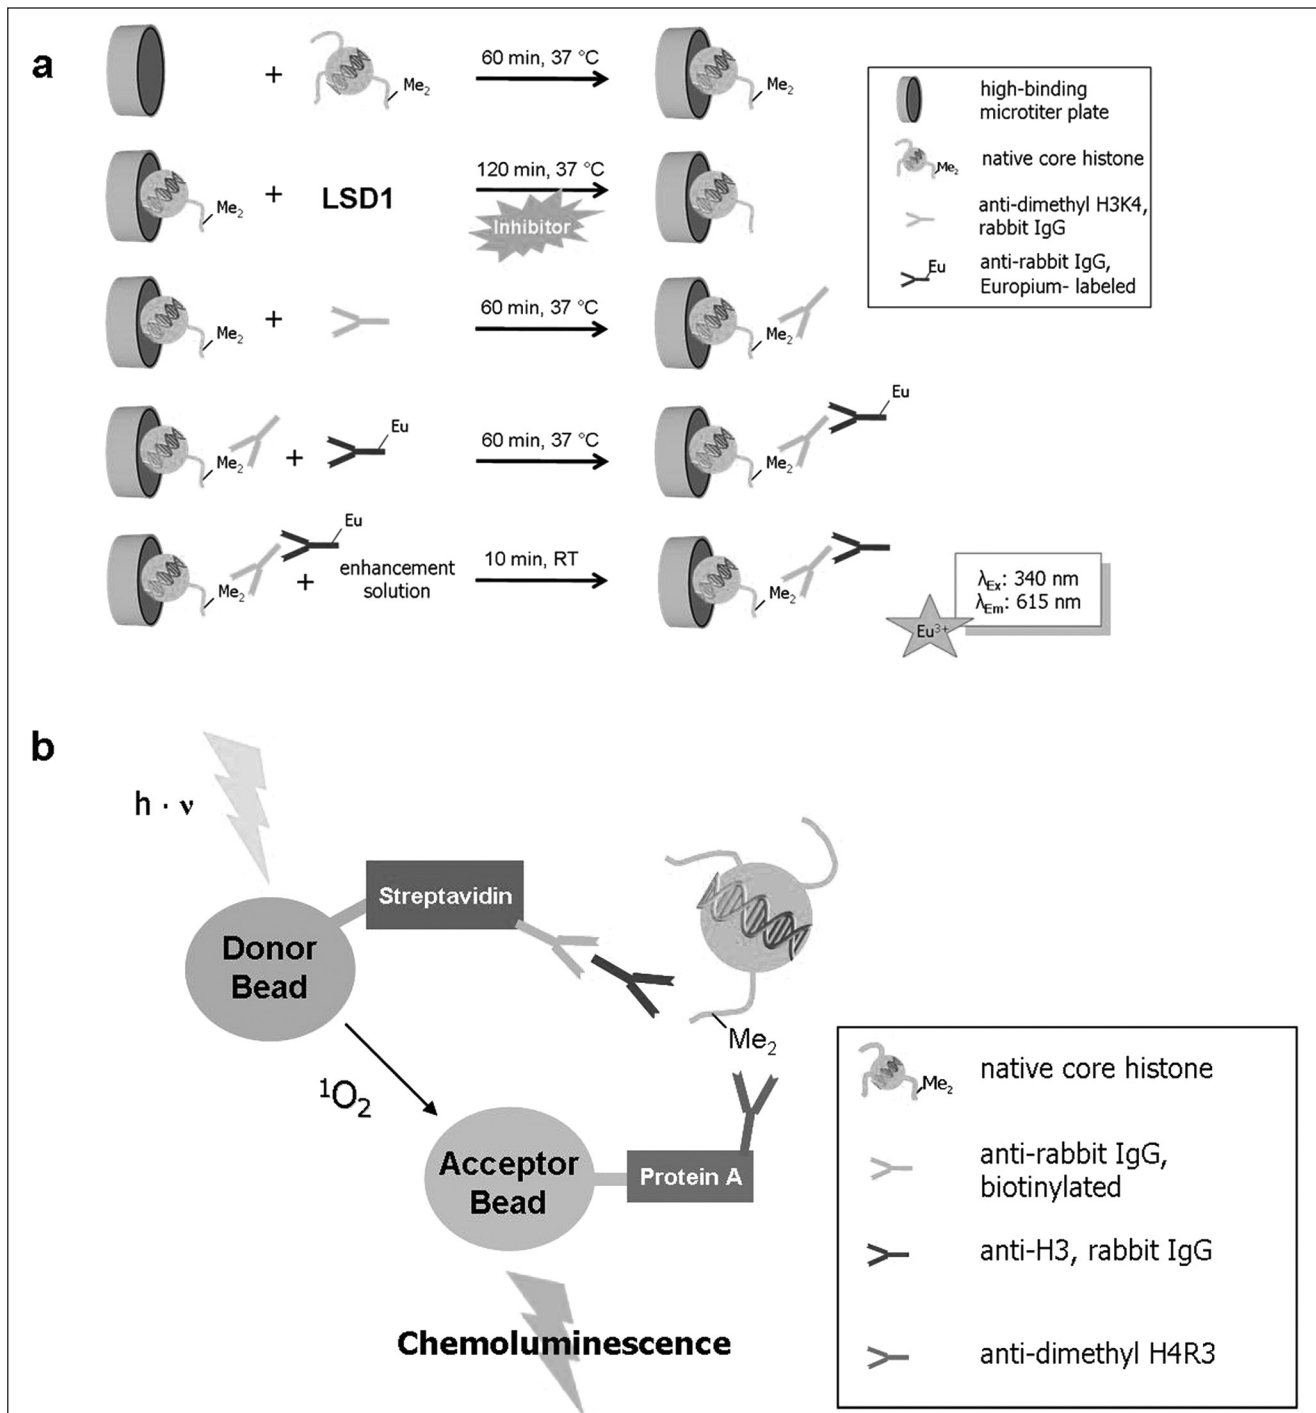 a
+
Me2
60 min, 37 °C
Me2
high-binding
microtiter plate
Me2
native core histone
anti-dimethyl H3K4,
rabbit IgG
Eu
anti-rabbit IgG,
Europium- labeled
Me2
+
LSD1
120 min, 37 °C
Inhibitor
Me2
+
60 min, 37 °C
Me2
Me2
+
Eu
60 min, 37 °C
Me2
Eu
Me2
Eu
+
enhancement
solution
10 min, RT
Me2
Eu3+
λEx: 340 nm
λEm: 615 nm
b
h · ν
Streptavidin
Donor
Bead
Me2
1O2
Acceptor
Bead
Protein A
Chemoluminescence
Me2
native core histone
anti-rabbit IgG,
biotinylated
anti-H3, rabbit IgG
anti-dimethyl H4R3